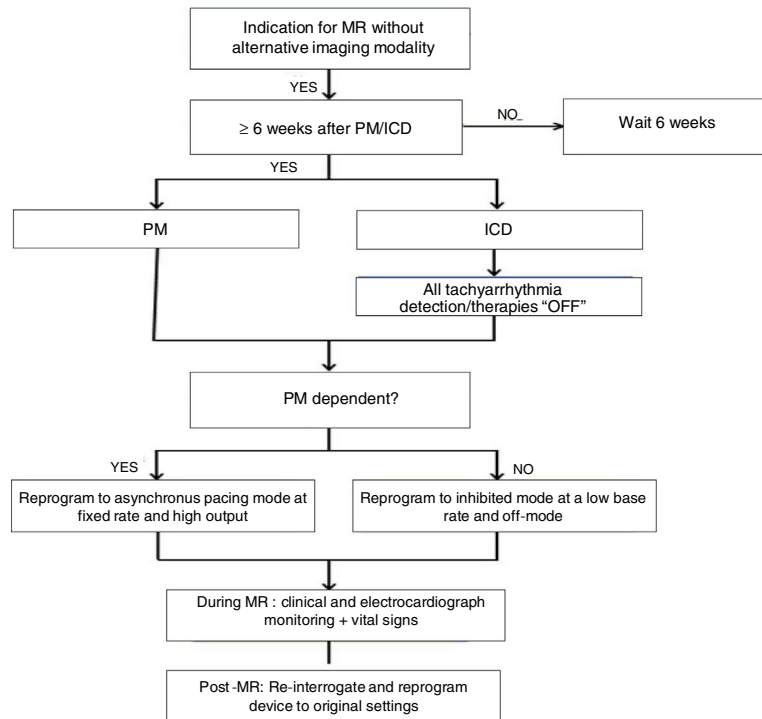 Indication for MR without
alternative imaging modality
YES
≥ 6 weeks after PM/ICD
NO
Wait 6 weeks
YES
PM
ICD
All tachyarrhythmia
detection/therapies “OFF”
PM dependent?
YES
NO
Reprogram to asynchronus pacing mode at
fixed rate and high output
Reprogram to inhibited mode at a low base
rate and off-mode
During MR : clinical and electrocardiograph
monitoring + vital signs
Post -MR: Re-interrogate and reprogram
device to original settings